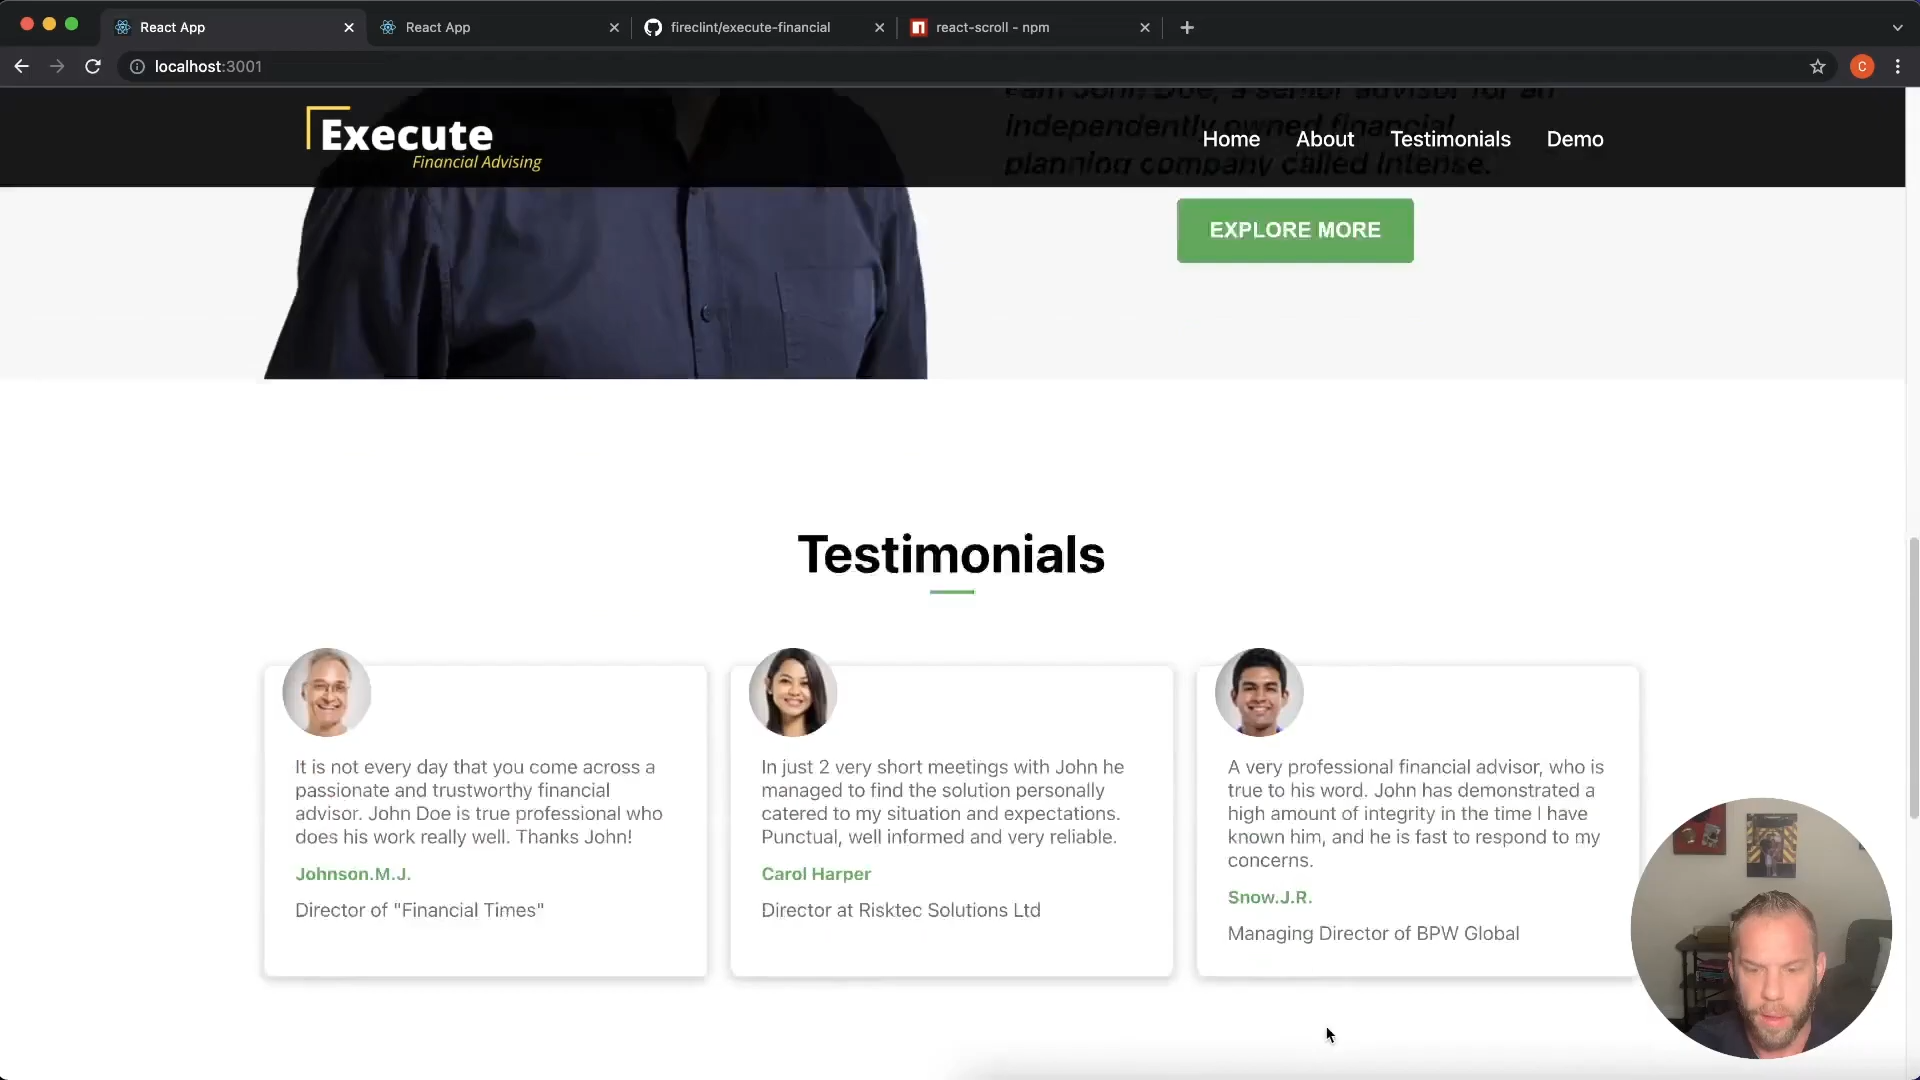 React App
React App
fireclint/execute-financial
react-scroll - npm
localhost:3001
C
I am John Doe, a senior advisor for an
independently owned financial
planning company called Intense.
Execute
Financial Advising
Home
About
Testimonials
Demo
EXPLORE MORE
Testimonials
It is not every day that you come across a
passionate and trustworthy financial
advisor. John Doe is true professional who
does his work really well. Thanks John!
Johnson.M.J.
Director of "Financial Times"
In just 2 very short meetings with John he
managed to find the solution personally
catered to my situation and expectations.
Punctual, well informed and very reliable.
Carol Harper
Director at Risktec Solutions Ltd
A very professional financial advisor, who is
true to his word. John has demonstrated a
high amount of integrity in the time I have
known him, and he is fast to respond to my
concerns.
Snow.J.R.
Managing Director of BPW Global